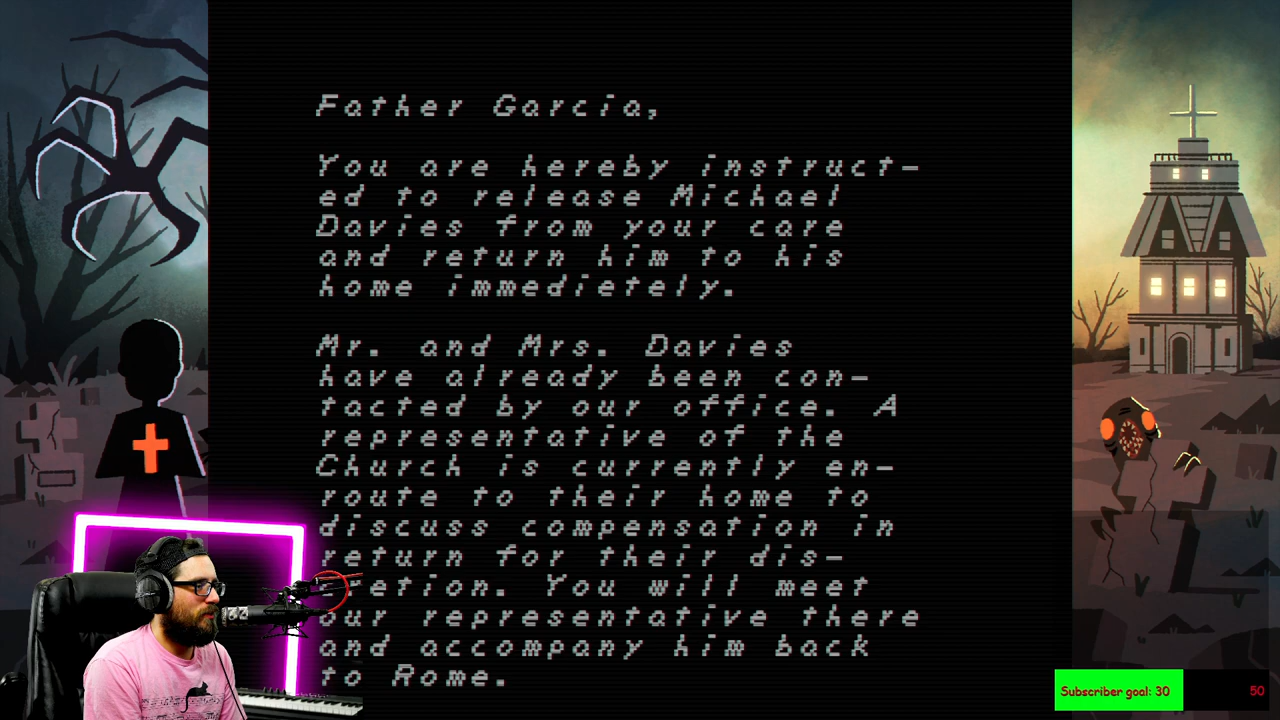 Father Garcia,
You are hereby instruct-
ed to release Michael
Davies from your care
and return him to his
home immedietely.
Mr. and Mrs. Davies
have already been con-
tacted by our office. A
representative of the
Church is currently en-
route to their home to
discuss compensation in
return for their dis-
cretion. You will meet
our representative there
and accompany him back
to Rome.
Subscriber goal: 30
50